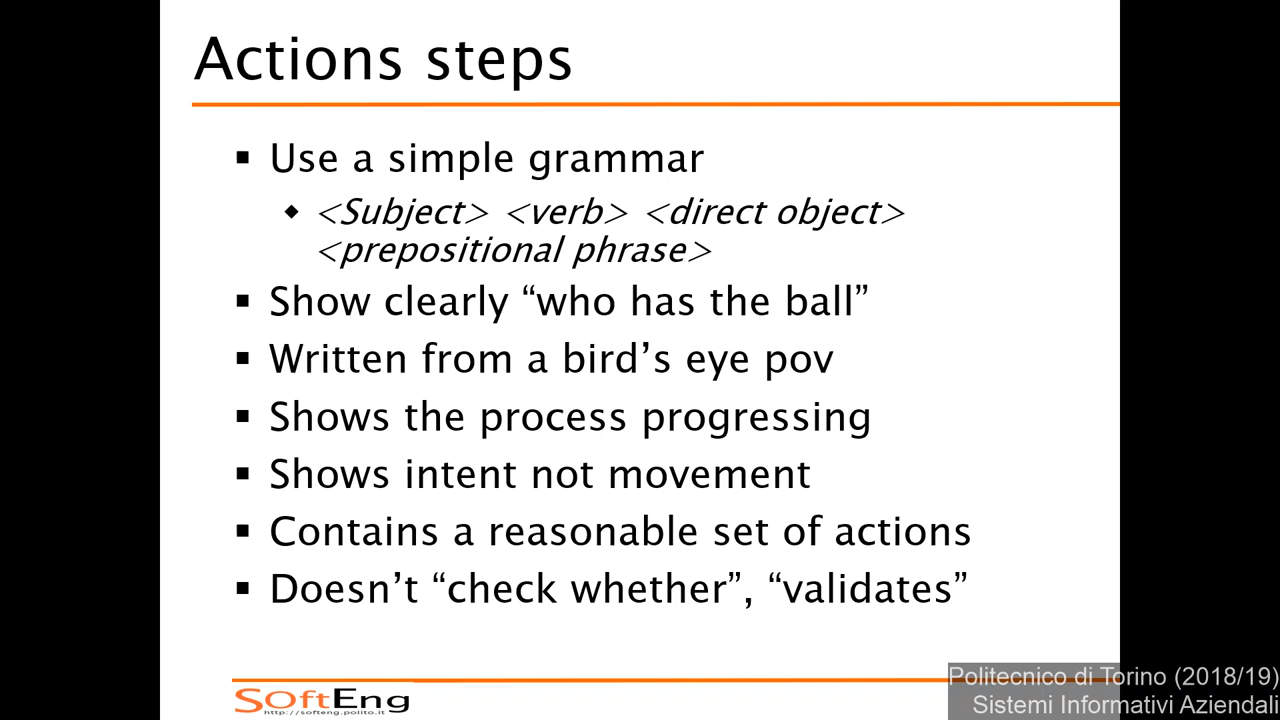 Actions steps
▪ Use a simple grammar
◆ <Subject> <verb> <direct object>
<prepositional phrase>
▪ Show clearly “who has the ball”
▪ Written from a bird’s eye pov
▪ Shows the process progressing
▪ Shows intent not movement
▪ Contains a reasonable set of actions
▪ Doesn’t “check whether”, “validates”
SoftEng
http://softeng.polito.it
Politecnico di Torino (2018/19)
Sistemi Informativi Aziendali